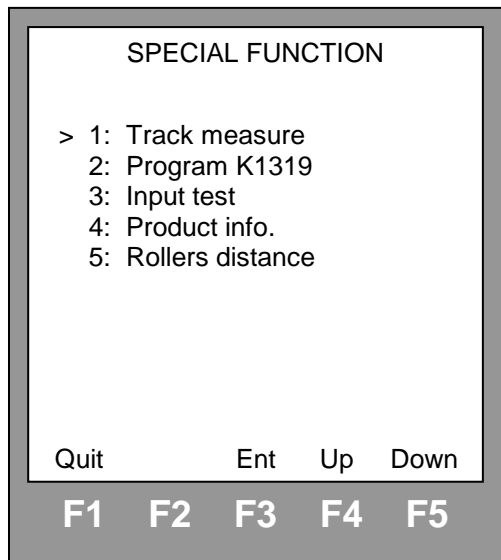 SPECIAL FUNCTION
> 1: Track measure
2: Program K1319
3: Input test
4: Product info.
5: Rollers distance
Quit Ent Up Down
F1 F2 F3 F4 F5